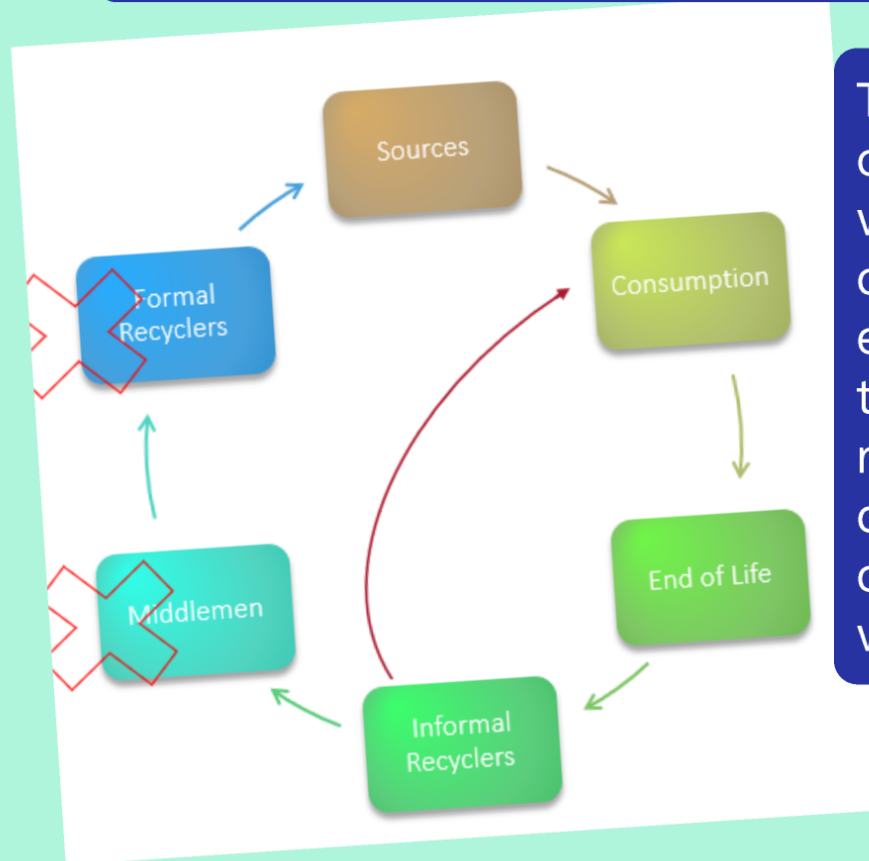 Sources
Consumption
End of Life
Informal
Recyclers
Middlemen
Formal
Recyclers